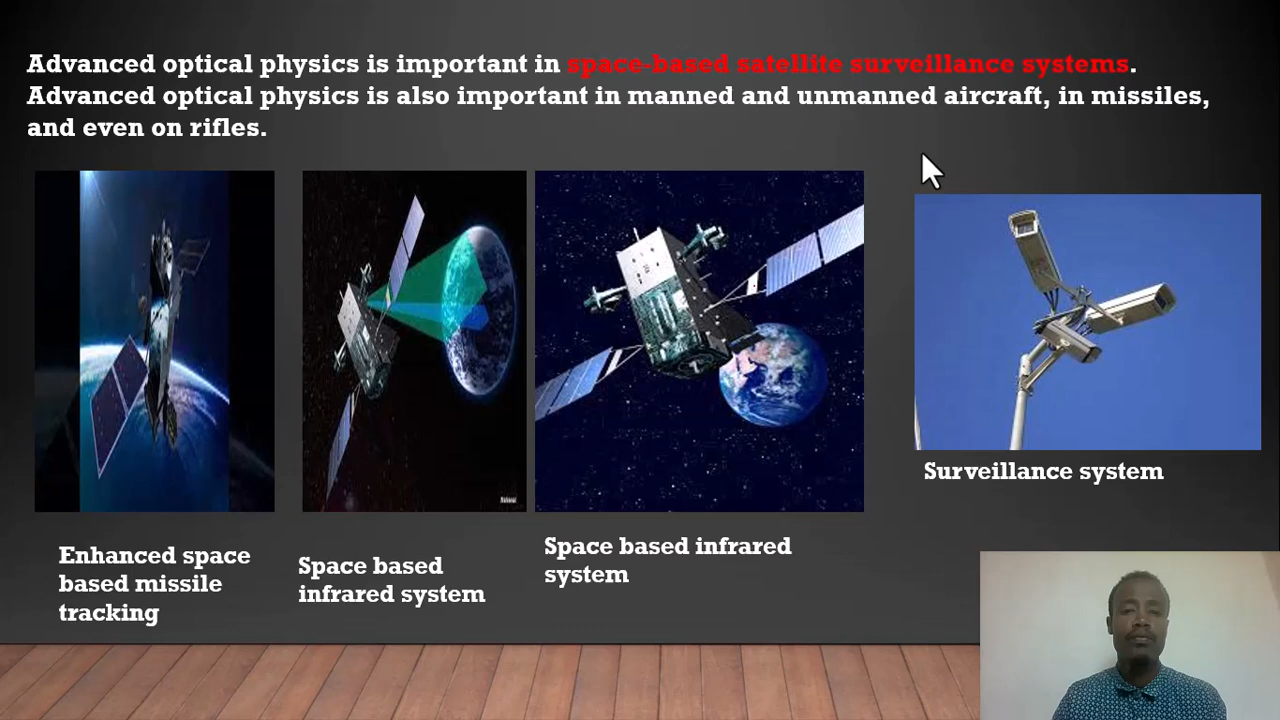 Advanced optical physics is important in space-based satellite surveillance systems.
Advanced optical physics is also important in manned and unmanned aircraft, in missiles,
and even on rifles.
Surveillance system
Enhanced space
based missile
tracking
Space based
infrared system
Space based infrared
system